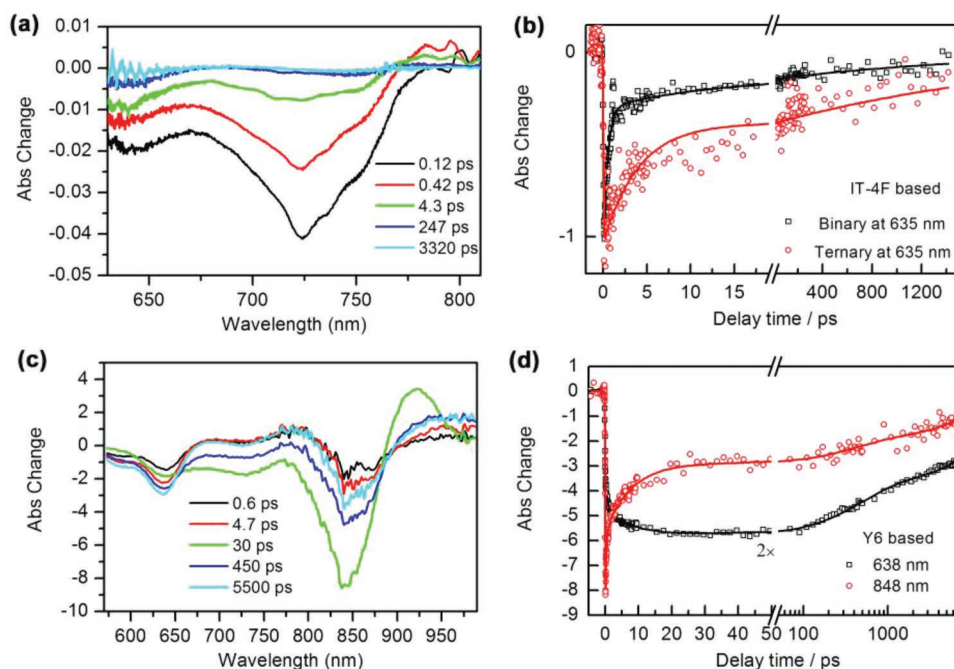 (a)
0.01
0.00
-0.01
-0.02
-0.03
-0.04
-0.05
Abs Change
0.12 ps
0.42 ps
4.3 ps
247 ps
3320 ps
650 700 750 800
Wavelength (nm)
(b)
0
-1
Abs Change
IT-4F based
Binary at 635 nm
Ternary at 635 nm
0 5 10 15 400 800 1200
Delay time / ps
(c)
4
2
0
-2
-4
-6
-8
-10
Abs Change
0.6 ps
4.7 ps
30 ps
450 ps
5500 ps
600 650 700 750 800 850 900 950
Wavelength (nm)
(d)
1
0
-1
-2
-3
-4
-5
-6
-7
-8
-9
Abs Change
2×
Y6 based
638 nm
848 nm
0 10 20 30 40 50 100 1000
Delay time / ps